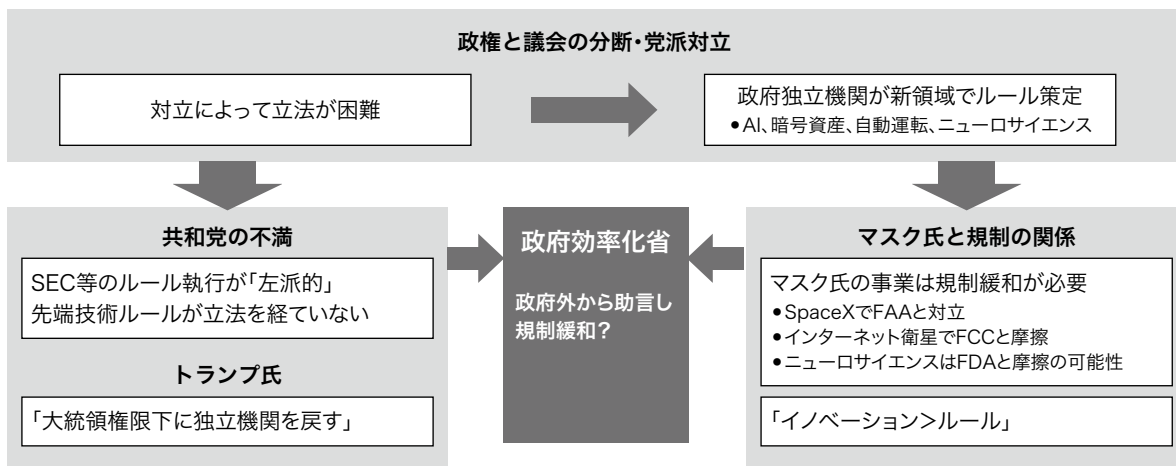 政権と議会の分断・党派対立
対立によって立法が困難
政府独立機関が新領域でルール策定
●AI、暗号資産、自動運転、ニューロサイエンス
共和党の不満
SEC等のルール執行が「左派的」
先端技術ルールが立法を経ていない
トランプ氏
「大統領権限下に独立機関を戻す」
政府効率化省
政府外から助言し
規制緩和？
マスク氏と規制の関係
マスク氏の事業は規制緩和が必要
●SpaceXでFAAと対立
●インターネット衛星でFCCと摩擦
●ニューロサイエンスはFDAと摩擦の可能性
「イノベーション>ルール」